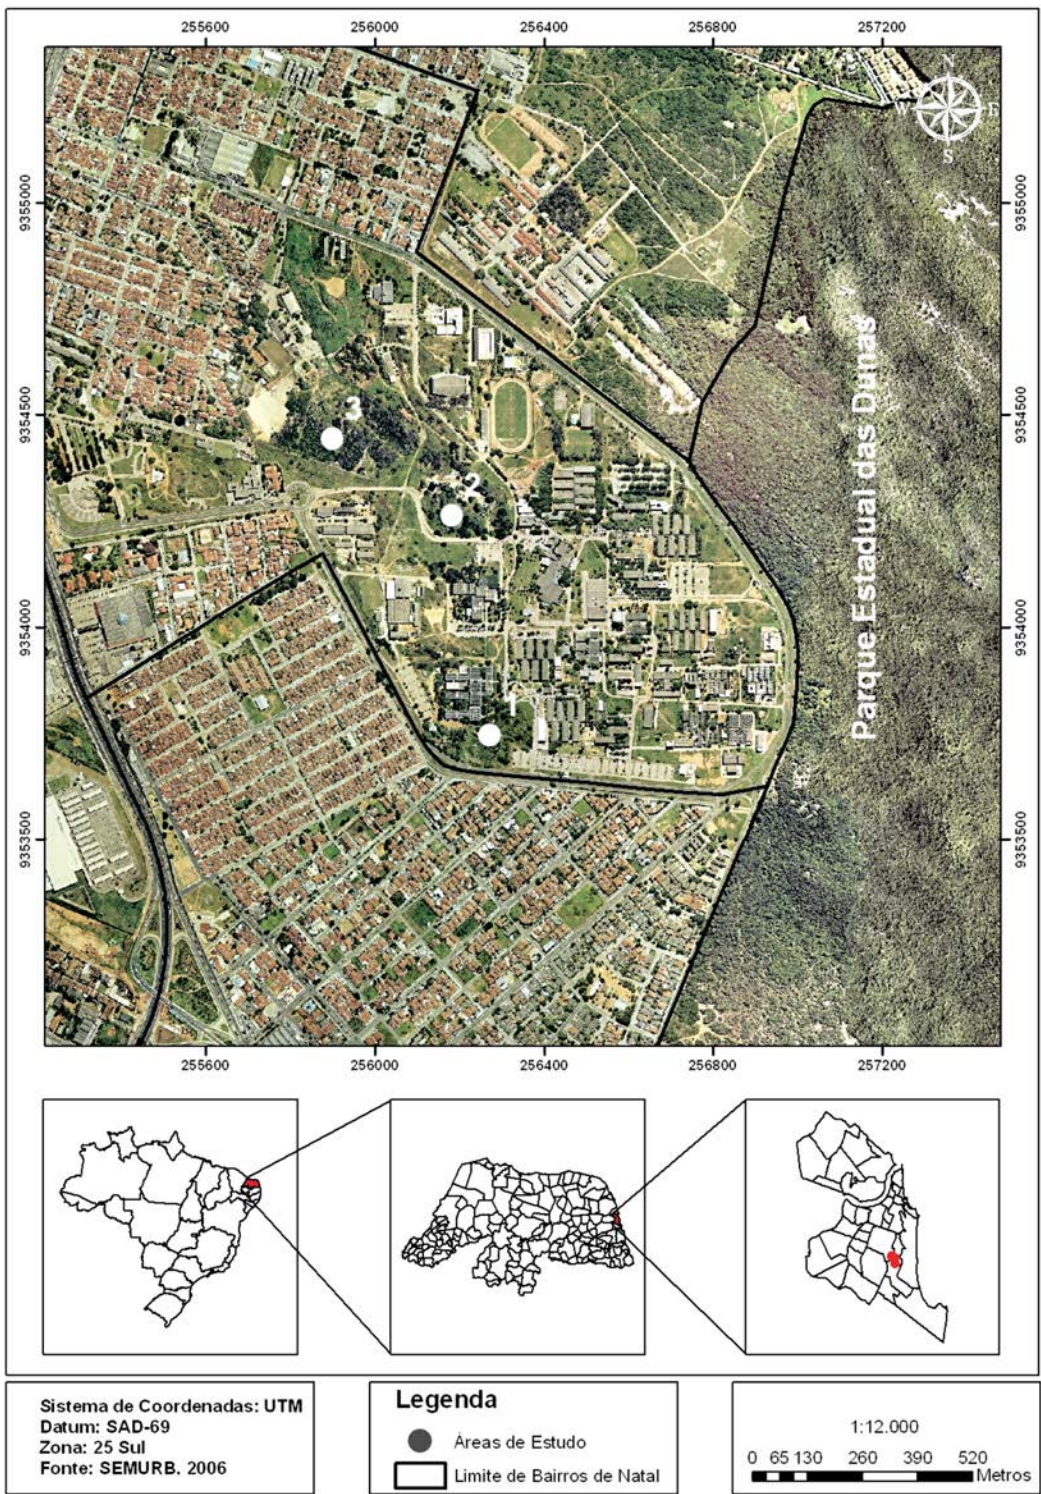 255600 256000 256400 256800 257200
N
W E
S
9355000 9355000
9354500 9354500
9354000 9354000
9353500 9353500
3
2
1
Parque Estadual das Dunas
255600 256000 256400 256800 257200
Sistema de Coordenadas: UTM
Datum: SAD-69
Zona: 25 Sul
Fonte: SEMURB. 2006
Legenda
Áreas de Estudo
Limite de Bairros de Natal
1:12.000
0 65 130 260 390 520
Metros